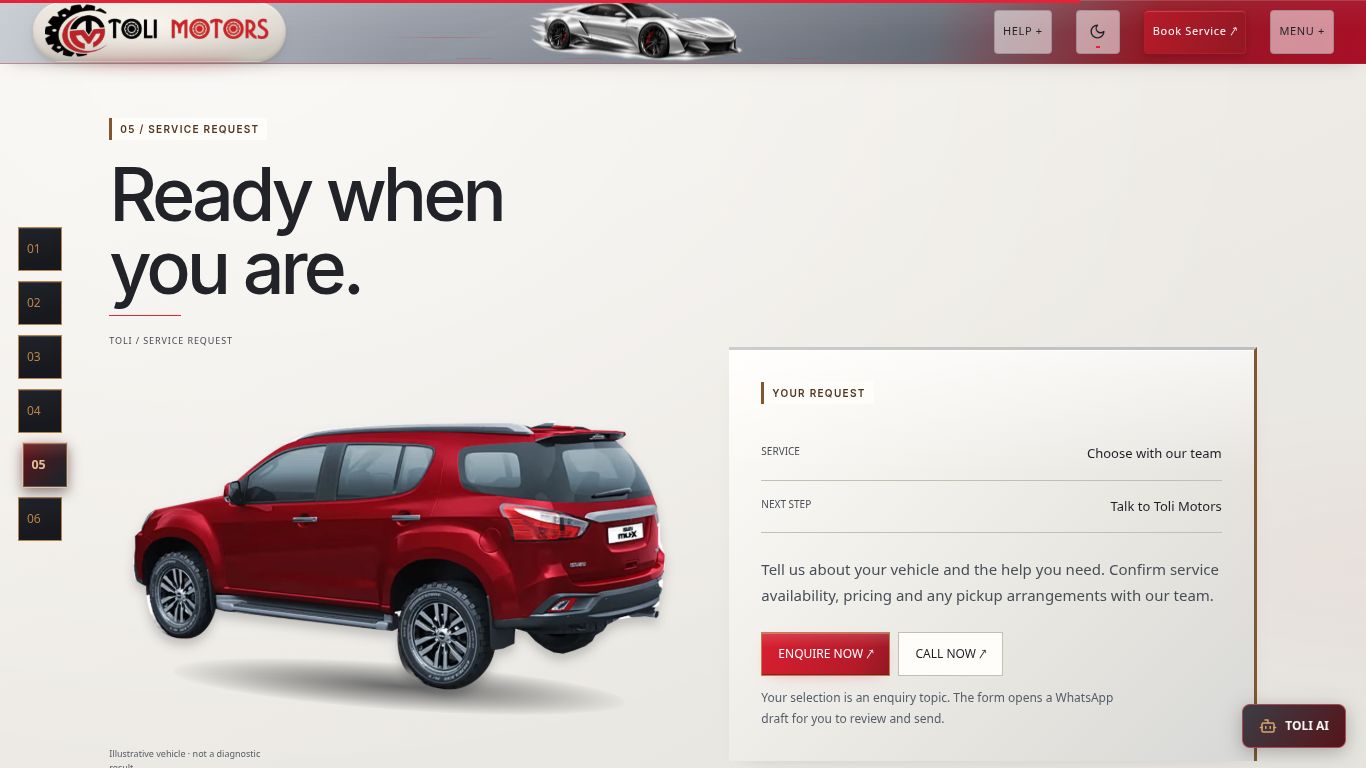 TOLI MOTORS
HELP +
Book Service ↗
MENU +
05 / SERVICE REQUEST
Ready when
you are.
TOLI / SERVICE REQUEST
01
02
03
04
05
06
YOUR REQUEST
SERVICE
Choose with our team
NEXT STEP
Talk to Toli Motors
Tell us about your vehicle and the help you need. Confirm service
availability, pricing and any pickup arrangements with our team.
ENQUIRE NOW ↗
CALL NOW ↗
Your selection is an enquiry topic. The form opens a WhatsApp
draft for you to review and send.
ISUZU
mu-X
Illustrative vehicle · not a diagnostic
result.
TOLI AI